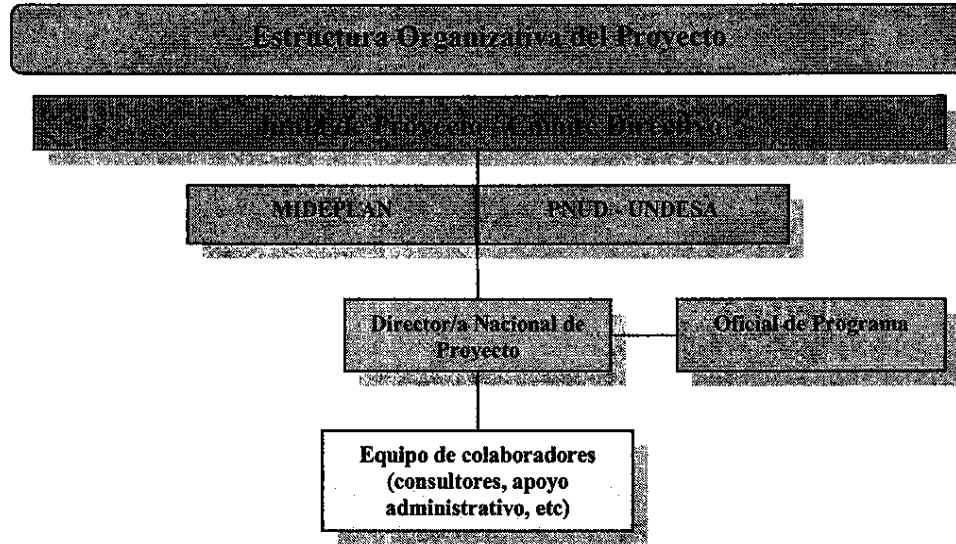 Estructura Organizativa del Proyecto
Proyecto - Comité Directivo
MIDEPLAN
PNUD - UNDESA
Director/a Nacional de
Proyecto
Oficial de Programa
Equipo de colaboradores
(consultores, apoyo
administrativo, etc)